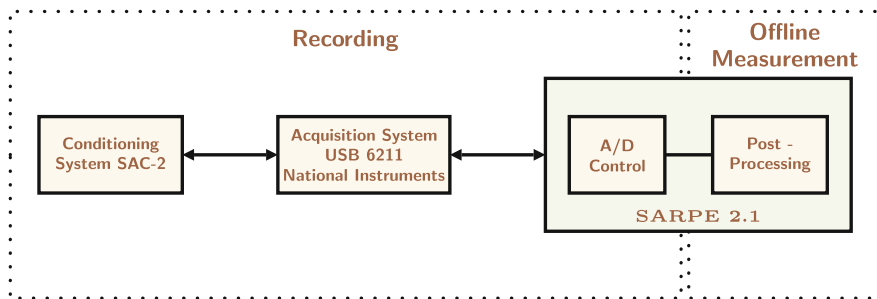 Recording
Offline
Measurement
Conditioning
System SAC-2
Acquisition System
USB 6211
National Instruments
A/D
Control
Post -
Processing
SARPE 2.1